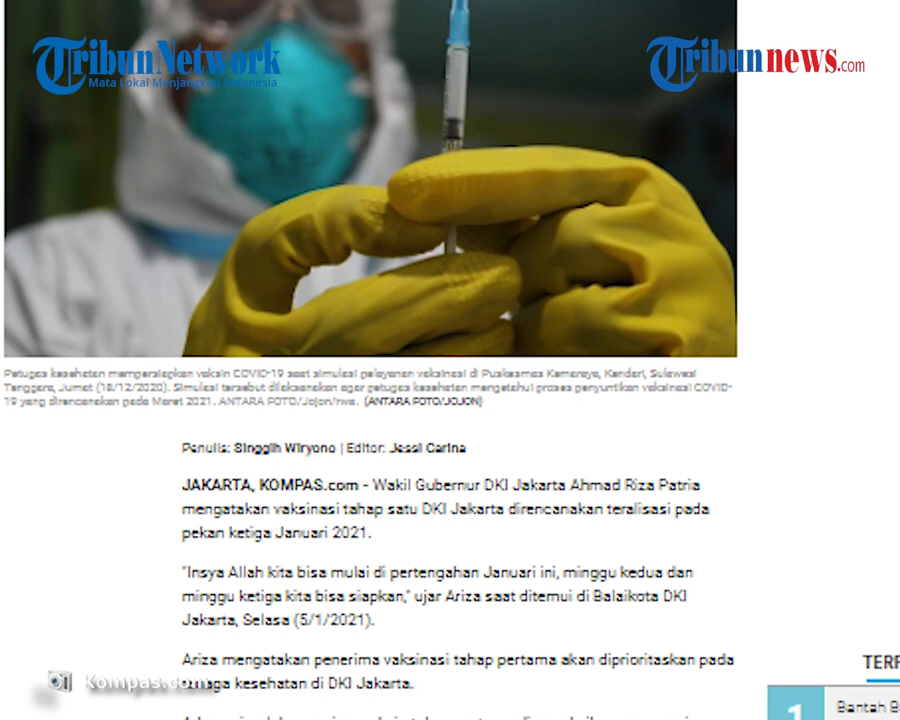 Tribun Network
Mata Lokal Menjangkau Indonesia
Tribunnews.com
Petugas kesehatan mempersiapkan vaksin COVID-19 saat simulasi pelayanan vaksinasi di Puskesmas Kemaraya, Kendari, Sulawesi
Tenggara, Jumat (18/12/2020). Simulasi tersebut dilaksanakan agar petugas kesehatan mengetahui proses penyuntikan vaksinasi COVID-
19 yang direncanakan pada Maret 2021. ANTARA FOTO/Jojon/rwa. (ANTARA FOTO/JOJON)
Penulis: Singgih Wiryono | Editor: Jessi Carina
JAKARTA, KOMPAS.com - Wakil Gubernur DKI Jakarta Ahmad Riza Patria
mengatakan vaksinasi tahap satu DKI Jakarta direncanakan teralisasi pada
pekan ketiga Januari 2021.
"Insya Allah kita bisa mulai di pertengahan Januari ini, minggu kedua dan
minggu ketiga kita bisa siapkan," ujar Ariza saat ditemui di Balaikota DKI
Jakarta, Selasa (5/1/2021).
Ariza mengatakan penerima vaksinasi tahap pertama akan diprioritaskan pada
kesehatan di DKI Jakarta.
Kompas.com
TERP
1
Bantah B